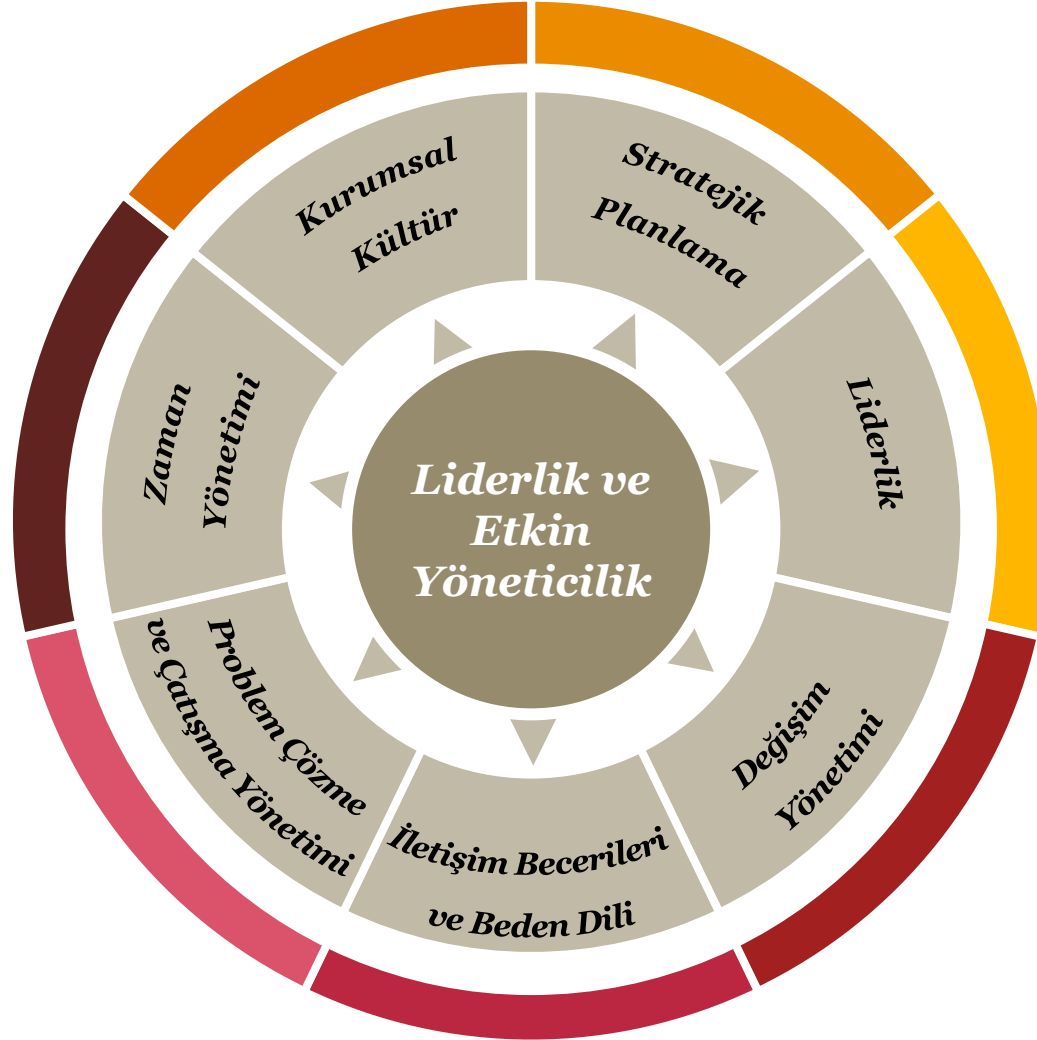 Liderlik ve
Etkin
Yöneticilik
Stratejik
Planlama
Liderlik
Değişim
Yönetimi
İletişim Becerileri
ve Beden Dili
Problem Çözme
ve Çatışma Yönetimi
Zaman
Yönetimi
Kurumsal
Kültür